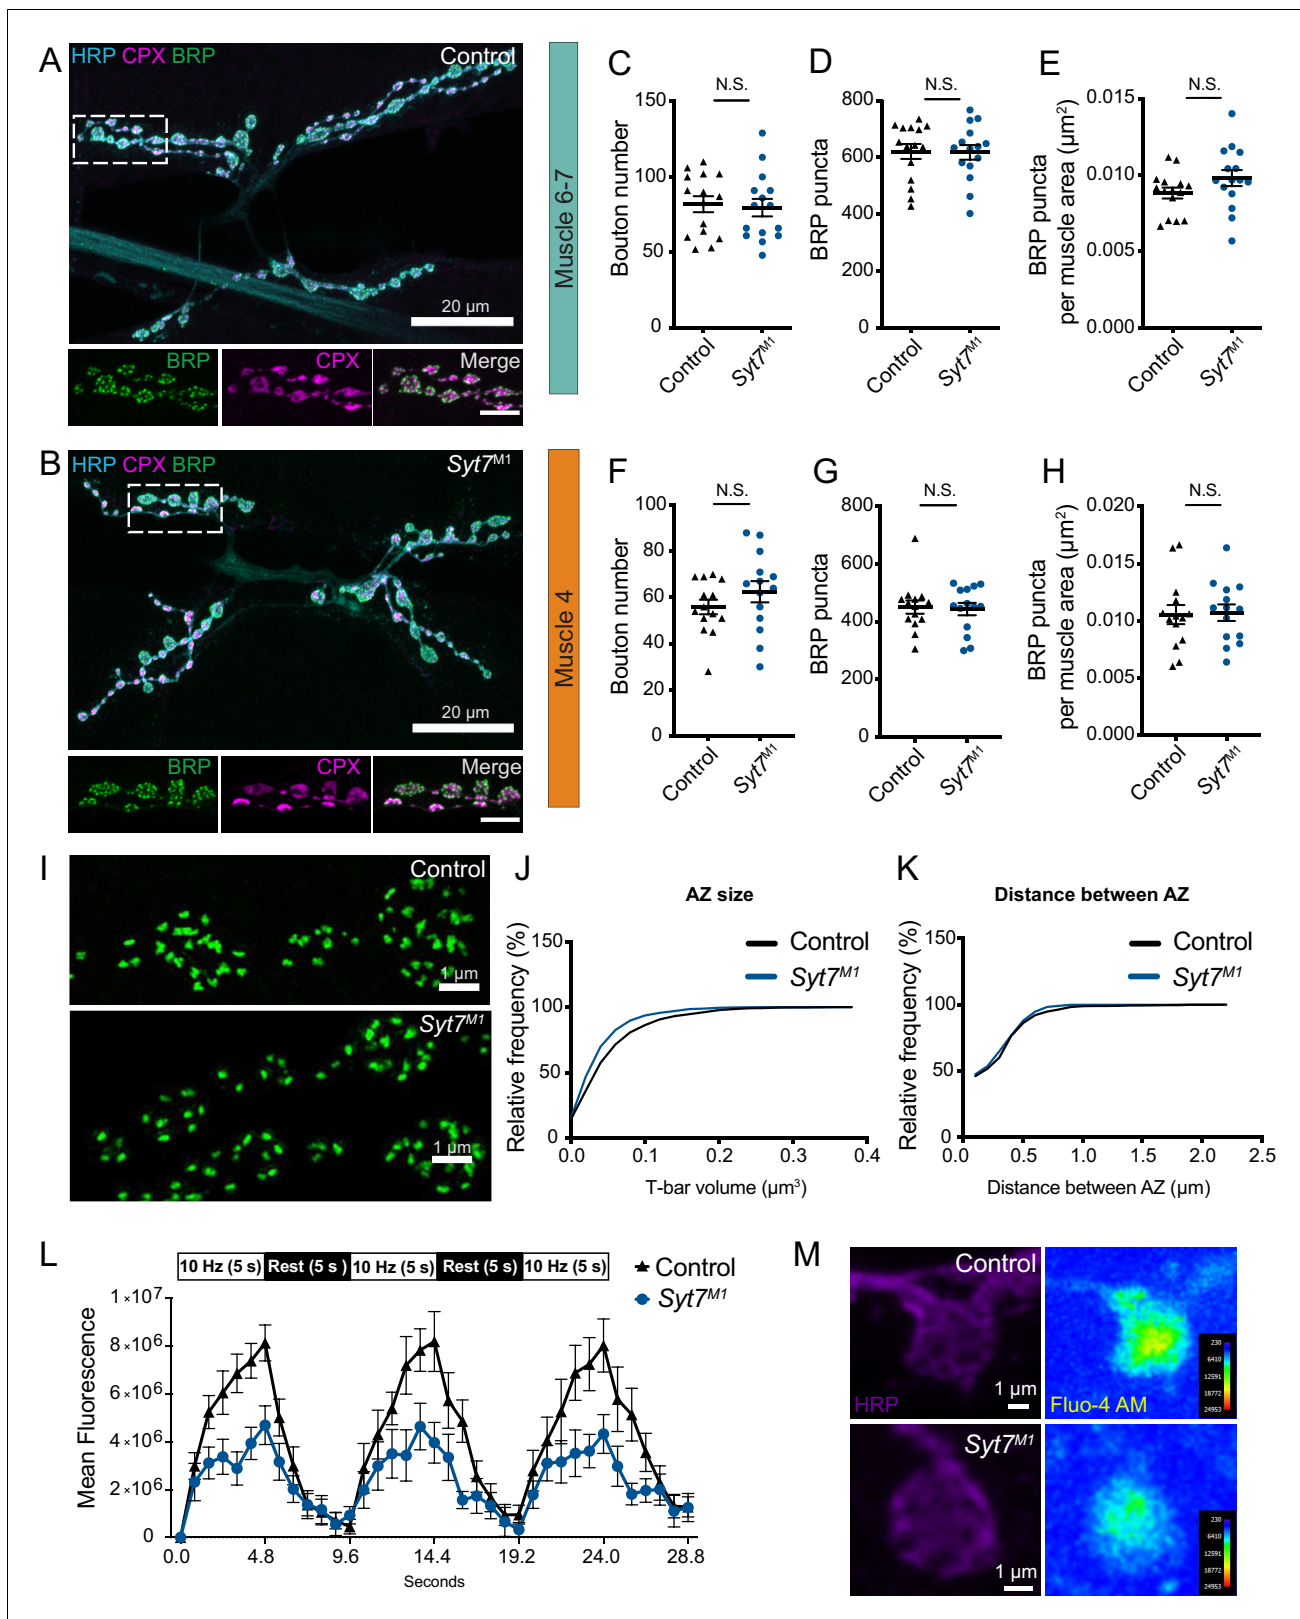 A
HRP CPX BRP
Control
20 µm
BRP
CPX
Merge
B
HRP CPX BRP
Syt7ᴹ¹
20 µm
BRP
CPX
Merge
Muscle 6-7
C
N.S.
Bouton number
150
100
50
0
Control
Syt7ᴹ¹
D
N.S.
BRP puncta
800
600
400
200
0
Control
Syt7ᴹ¹
E
N.S.
BRP puncta
per muscle area (µm²)
0.015
0.010
0.005
0.000
Control
Syt7ᴹ¹
Muscle 4
F
N.S.
Bouton number
100
80
60
40
20
0
Control
Syt7ᴹ¹
G
N.S.
BRP puncta
800
600
400
200
0
Control
Syt7ᴹ¹
H
N.S.
BRP puncta
per muscle area (µm²)
0.020
0.015
0.010
0.005
0.000
Control
Syt7ᴹ¹
I
Control
1 µm
Syt7ᴹ¹
1 µm
J
AZ size
Control
Syt7ᴹ¹
Relative frequency (%)
150
100
50
0
0.0 0.1 0.2 0.3 0.4
T-bar volume (µm³)
K
Distance between AZ
Control
Syt7ᴹ¹
Relative frequency (%)
150
100
50
0
0.0 0.5 1.0 1.5 2.0 2.5
Distance between AZ (µm)
L
10 Hz (5 s) Rest (5 s ) 10 Hz (5 s) Rest (5 s) 10 Hz (5 s)
Control
Syt7ᴹ¹
Mean Fluorescence
1×10⁷
8×10⁶
6×10⁶
4×10⁶
2×10⁶
0
0.0 4.8 9.6 14.4 19.2 24.0 28.8
Seconds
M
Control
HRP
1 µm
Fluo-4 AM
230
6410
12591
18772
24953
Syt7ᴹ¹
1 µm
230
6410
12591
18772
24953